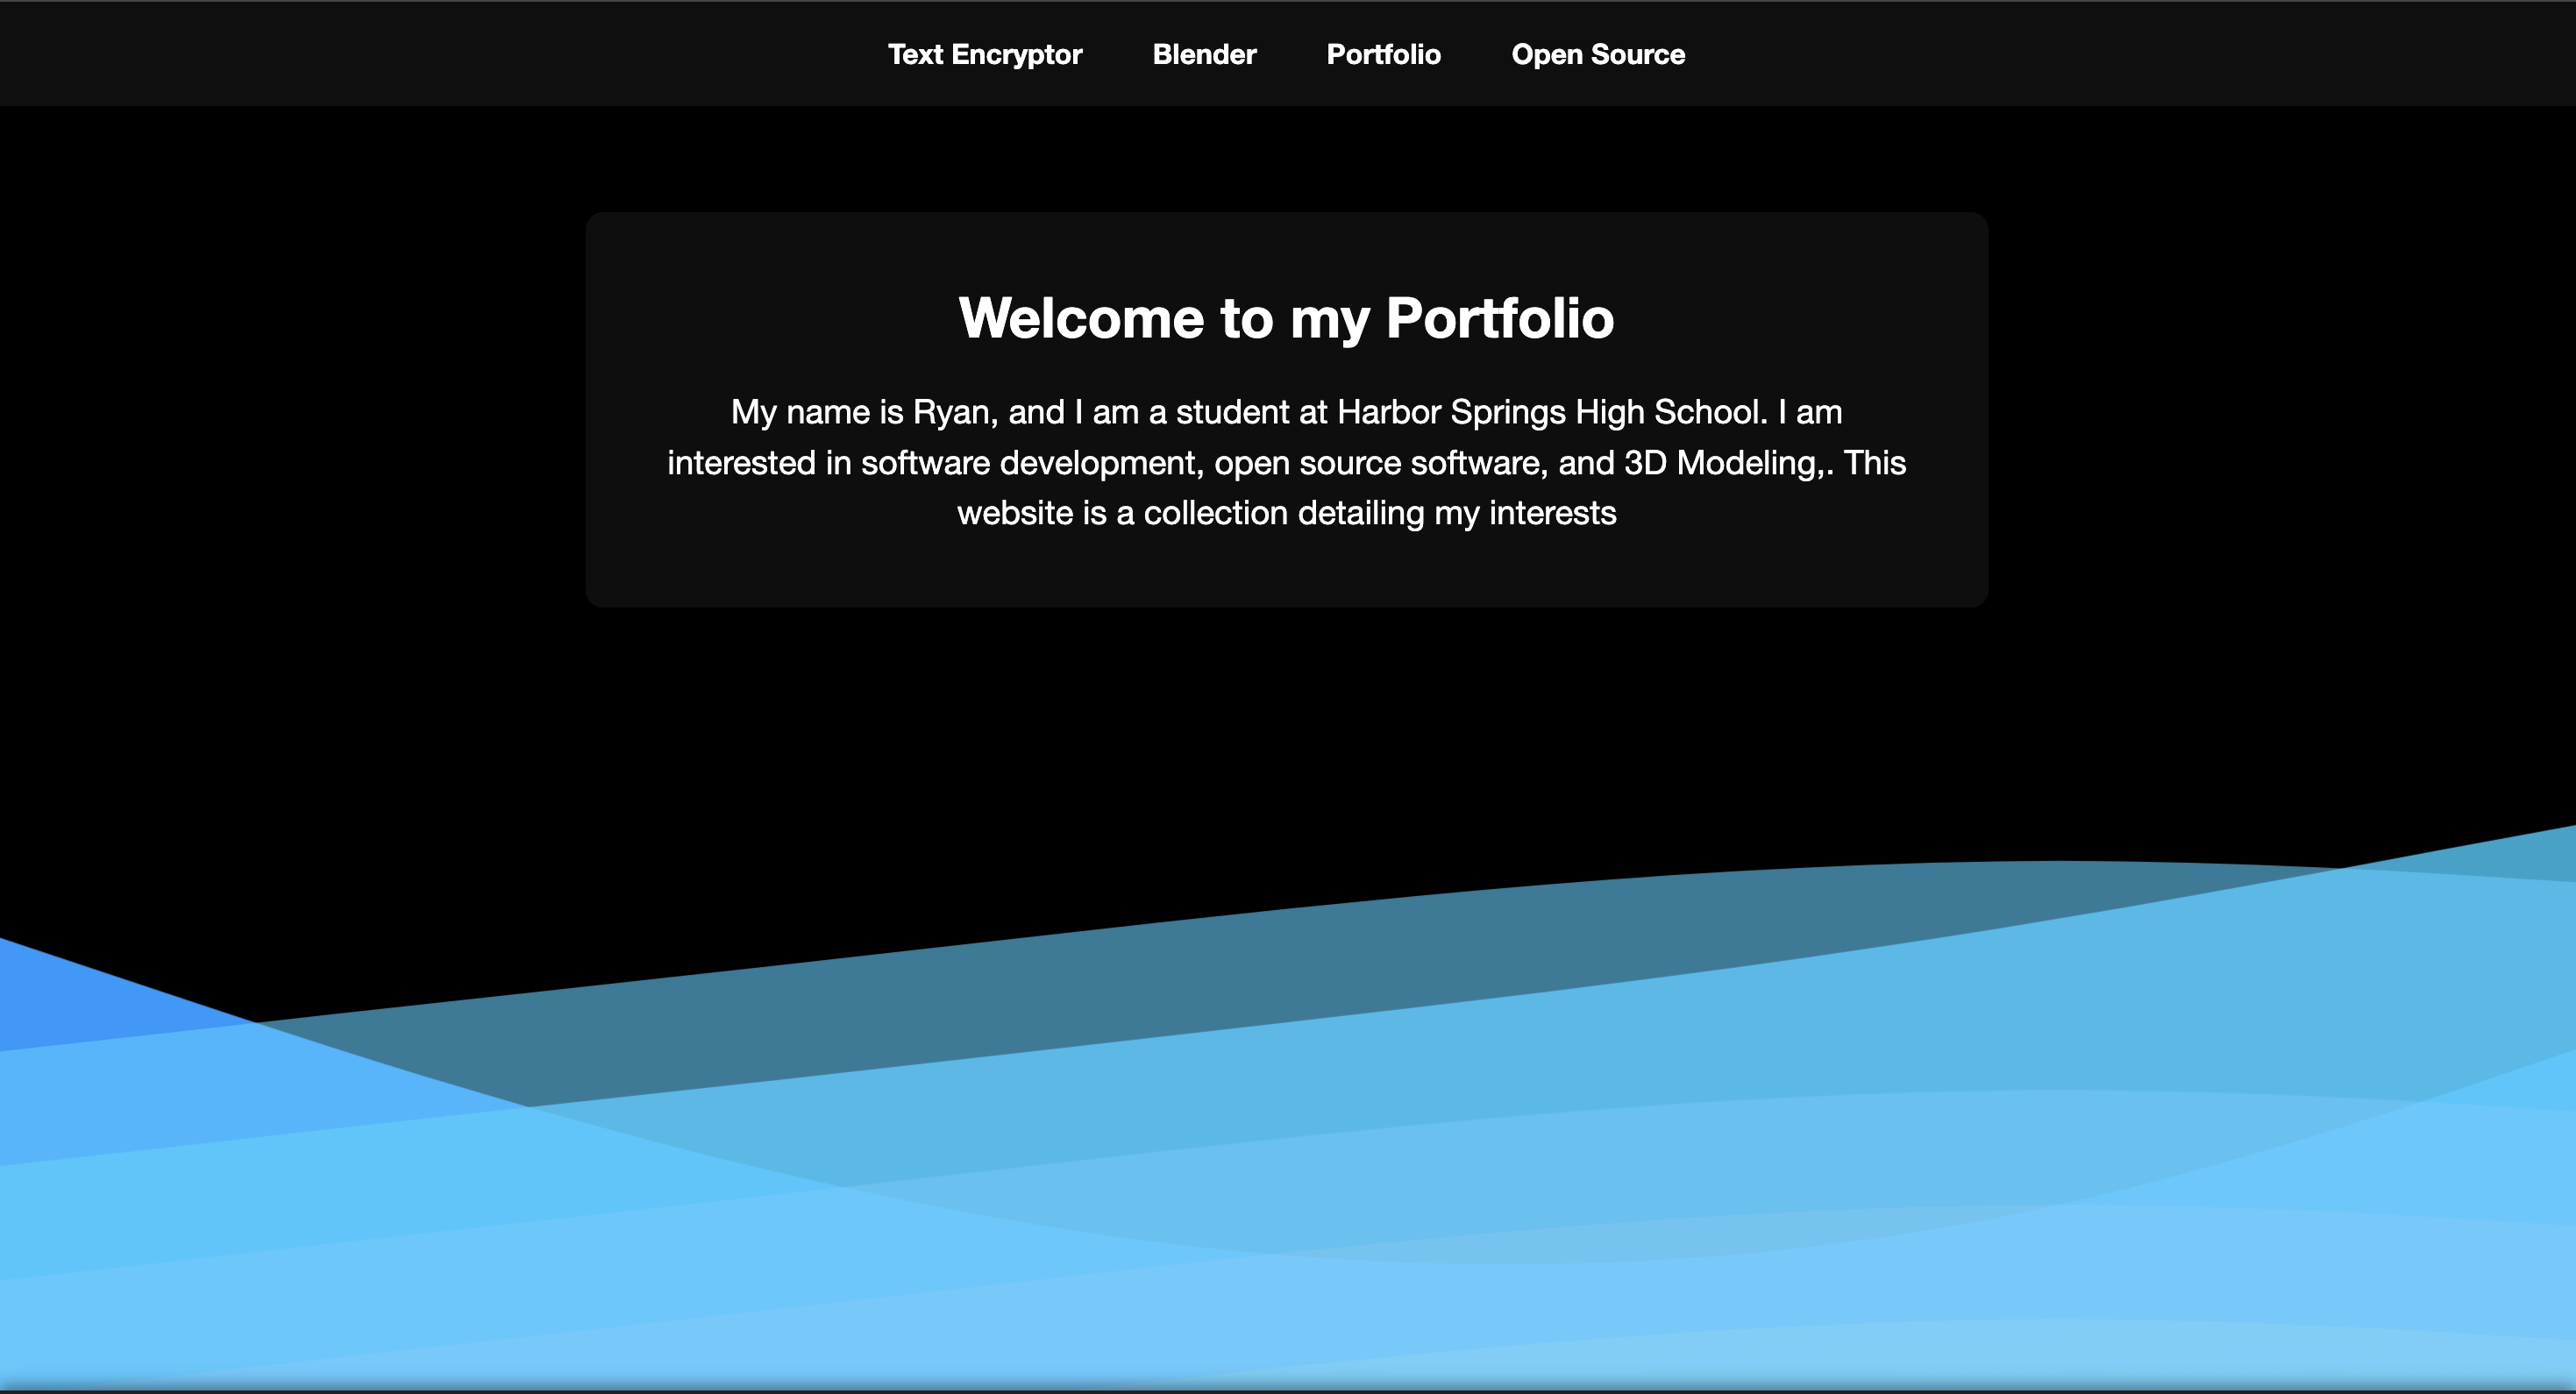 Text Encryptor Blender Portfolio Open Source
Welcome to my Portfolio
My name is Ryan, and I am a student at Harbor Springs High School. I am
interested in software development, open source software, and 3D Modeling,. This
website is a collection detailing my interests